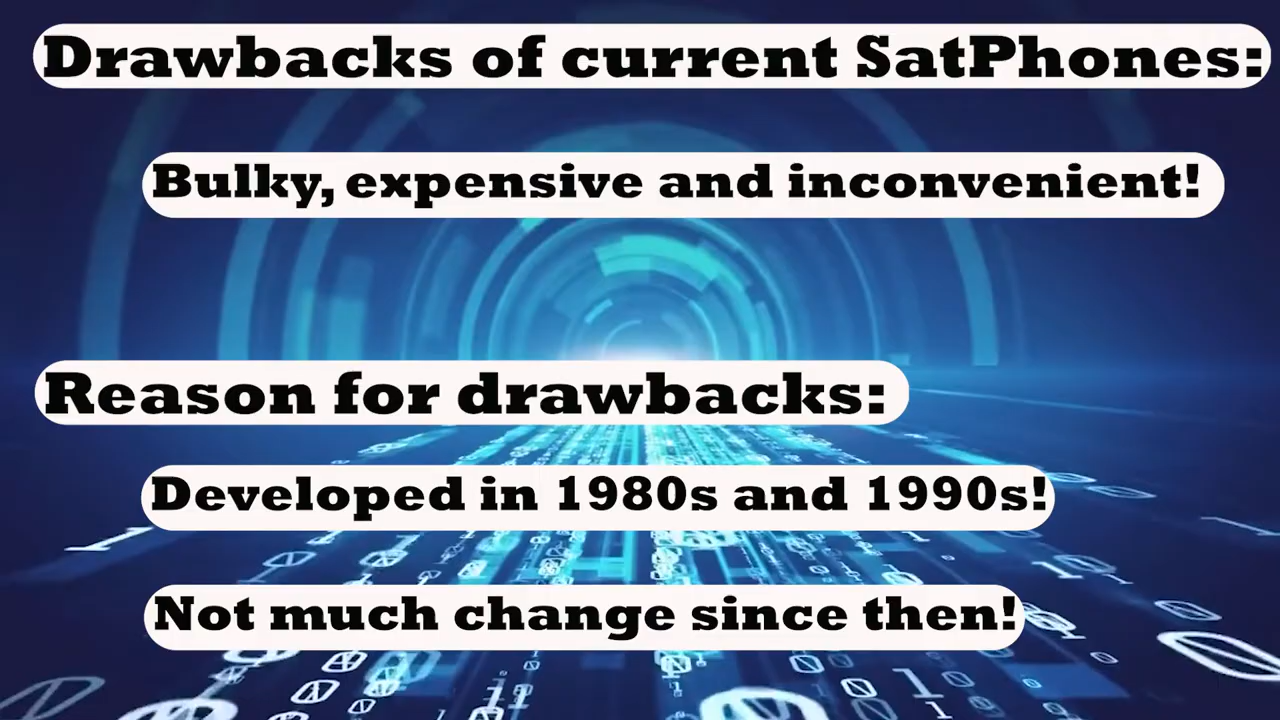 Drawbacks of current SatPhones:
Bulky, expensive and inconvenient!
Reason for drawbacks:
Developed in 1980s and 1990s!
Not much change since then!